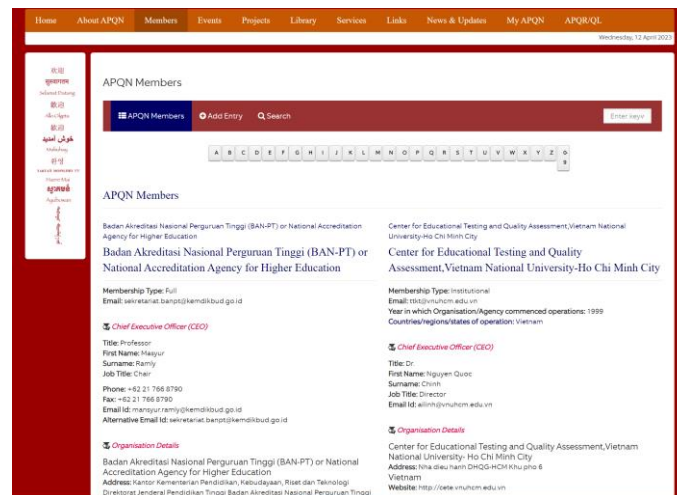 Home About APQN Members Events Projects Library Services Links News & Updates My APQN APQR/QL
Wednesday, 12 April 2023
Selamat Datang
APQN Members
APQN Members Add Entry Search
A B C D E F G H I J K L M N O P Q R S T U V W X Y Z 0
9
APQN Members
Badan Akreditasi Nasional Perguruan Tinggi (BAN-PT) or National Accreditation
Agency for Higher Education
Badan Akreditasi Nasional Perguruan Tinggi (BAN-PT) or
National Accreditation Agency for Higher Education
Membership Type: Full
Email: sekretariat.banpt@kemdikbud.go.id
Chief Executive Officer (CEO)
Title: Professor
First Name: Masyur
Surname: Ramly
Job Title: Chair
Phone: +62 21 766 8790
Fax: +62 21 766 8790
Email Id: mansyur.ramly@kemdikbud.go.id
Alternative Email Id: sekretariat.banpt@kemdikbud.go.id
Organisation Details
Badan Akreditasi Nasional Perguruan Tinggi (BAN-PT) or National
Accreditation Agency for Higher Education
Address: Kantor Kementerian Pendidikan, Kebudayaan, Riset dan Teknologi
Direktorat Jenderal Pendidikan Tinggi Badan Akreditasi Nasional Perguruan Tinggi
Center for Educational Testing and Quality Assessment,Vietnam National
University-Ho Chi Minh City
Center for Educational Testing and Quality
Assessment,Vietnam National University-Ho Chi Minh City
Membership Type: Institutional
Email: ttkt@vnuhcm.edu.vn
Year in which Organisation/Agency commenced operations: 1999
Countries/regions/states of operation: Vietnam
Chief Executive Officer (CEO)
Title: Dr.
First Name: Nguyen Quoc
Surname: Chinh
Job Title: Director
Email Id: ailinh@vnuhcm.edu.vn
Organisation Details
Center for Educational Testing and Quality Assessment,Vietnam
National University- Ho Chi Minh City
Address: Nha dieu hanh DHQG-HCM Khu pho 6
Vietnam
Website: http://cete.vnuhcm.edu.vn